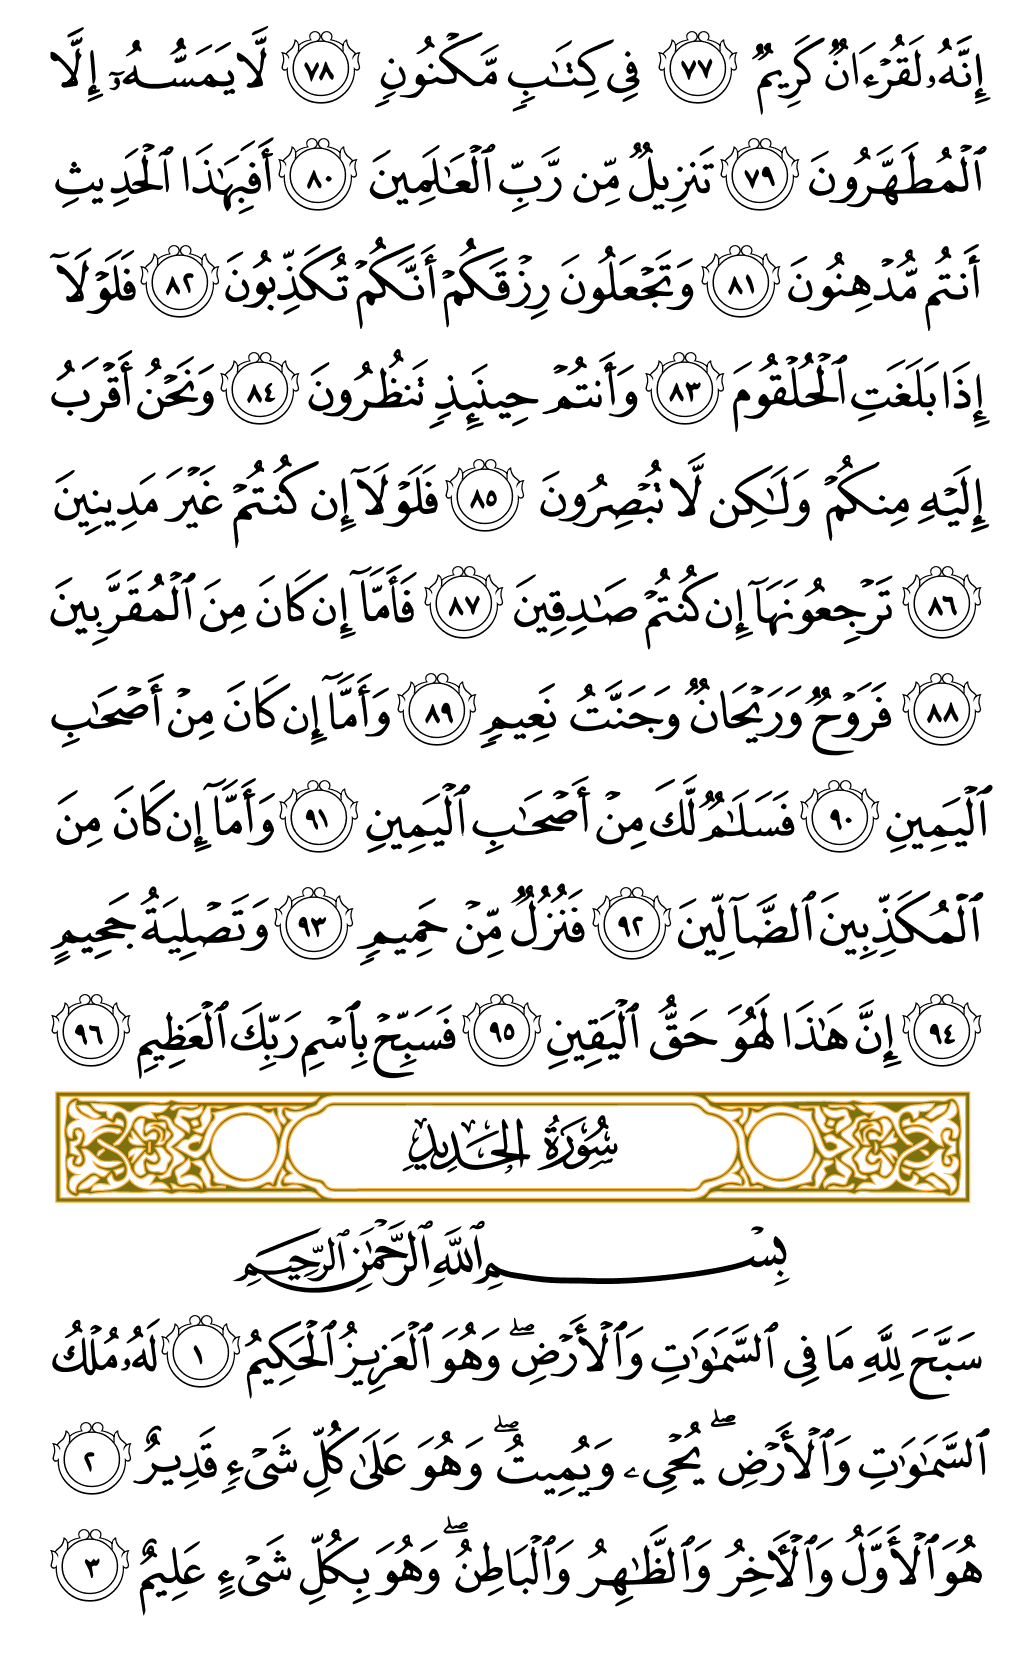 إِنَّهُۥ لَقُرْءَانٌ كَرِيمٌ ٧٧ فِي كِتَٰبٍ مَّكْنُونٍ ٧٨ لَّا يَمَسُّهُۥٓ إِلَّا
ٱلْمُطَهَّرُونَ ٧٩ تَنزِيلٌ مِّن رَّبِّ ٱلْعَٰلَمِينَ ٨٠ أَفَبِهَٰذَا ٱلْحَدِيثِ
أَنتُم مُّدْهِنُونَ ٨١ وَتَجْعَلُونَ رِزْقَكُمْ أَنَّكُمْ تُكَذِّبُونَ ٨٢ فَلَوْلَآ
إِذَا بَلَغَتِ ٱلْحُلْقُومَ ٨٣ وَأَنتُمْ حِينَئِذٍ تَنظُرُونَ ٨٤ وَنَحْنُ أَقْرَبُ
إِلَيْهِ مِنكُمْ وَلَٰكِن لَّا تُبْصِرُونَ ٨٥ فَلَوْلَآ إِن كُنتُمْ غَيْرَ مَدِينِينَ
٨٦ تَرْجِعُونَهَآ إِن كُنتُمْ صَٰدِقِينَ ٨٧ فَأَمَّآ إِن كَانَ مِنَ ٱلْمُقَرَّبِينَ
٨٨ فَرَوْحٌ وَرَيْحَانٌ وَجَنَّتُ نَعِيمٍ ٨٩ وَأَمَّآ إِن كَانَ مِنْ أَصْحَٰبِ
ٱلْيَمِينِ ٩٠ فَسَلَٰمٌ لَّكَ مِنْ أَصْحَٰبِ ٱلْيَمِينِ ٩١ وَأَمَّآ إِن كَانَ مِنَ
ٱلْمُكَذِّبِينَ ٱلضَّآلِّينَ ٩٢ فَنُزُلٌ مِّنْ حَمِيمٍ ٩٣ وَتَصْلِيَةُ جَحِيمٍ
٩٤ إِنَّ هَٰذَا لَهُوَ حَقُّ ٱلْيَقِينِ ٩٥ فَسَبِّحْ بِٱسْمِ رَبِّكَ ٱلْعَظِيمِ ٩٦
سُورَةُ الحَدِيدِ
بِسْمِ ٱللَّهِ ٱلرَّحْمَٰنِ ٱلرَّحِيمِ
سَبَّحَ لِلَّهِ مَا فِي ٱلسَّمَٰوَٰتِ وَٱلْأَرْضِۖ وَهُوَ ٱلْعَزِيزُ ٱلْحَكِيمُ ١ لَهُۥ مُلْكُ
ٱلسَّمَٰوَٰتِ وَٱلْأَرْضِۖ يُحْيِۦ وَيُمِيتُۖ وَهُوَ عَلَىٰ كُلِّ شَيْءٍ قَدِيرٌ ٢
هُوَ ٱلْأَوَّلُ وَٱلْأٓخِرُ وَٱلظَّٰهِرُ وَٱلْبَاطِنُۖ وَهُوَ بِكُلِّ شَيْءٍ عَلِيمٌ ٣